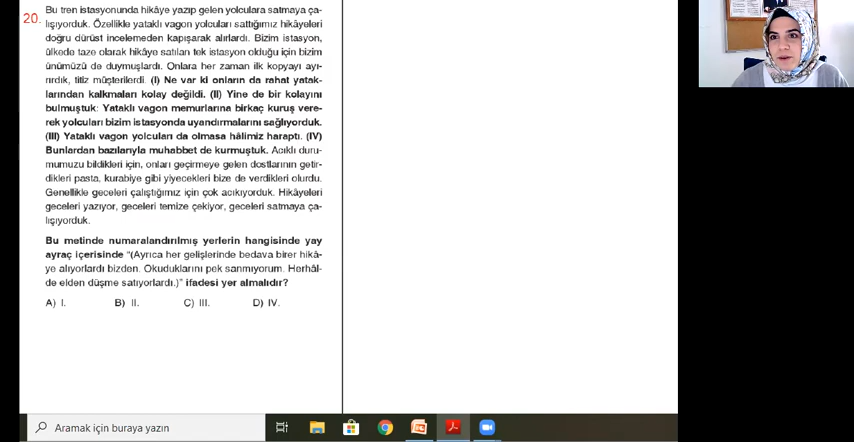 20.
Bu tren istasyonunda hikâye yazıp gelen yolculara satmaya ça-
lışıyorduk. Özellikle yataklı vagon yolcuları sattığımız hikâyeleri
doğru dürüst incelemeden kapışarak alırlardı. Bizim istasyon,
ülkede taze olarak hikâye satılan tek istasyon olduğu için bizim
ünümüzü de duymuşlardı. Onlara her zaman ilk kopyayı ayı-
rırdık, titiz müşterilerdi. (I) Ne var ki onların da rahat yatak-
larından kalkmaları kolay değildi. (II) Yine de bir kolayını
bulmuştuk: Yataklı vagon memurlarına birkaç kuruş vere-
rek yolcuları bizim istasyonda uyandırmalarını sağlıyorduk.
(III) Yataklı vagon yolcuları da olmasa hâlimiz haraptı. (IV)
Bunlardan bazılarıyla muhabbet de kurmuştuk. Acıklı duru-
mumuzu bildikleri için, onları geçirmeye gelen dostlarının getir-
dikleri pasta, kurabiye gibi yiyecekleri bize de verdikleri olurdu.
Genellikle geceleri çalıştığımız için çok acıkıyorduk. Hikâyeleri
geceleri yazıyor, geceleri temize çekiyor, geceleri satmaya ça-
lışıyorduk.
Bu metinde numaralandırılmış yerlerin hangisinde yay
ayraç içerisinde "(Ayrıca her gelişlerinde bedava birer hikâ-
ye alıyorlardı bizden. Okuduklarını pek sanmıyorum. Herhâl-
de elden düşme satıyorlardı.)" ifadesi yer almalıdır?
A) I. B) II. C) III. D) IV.
Aramak için buraya yazın